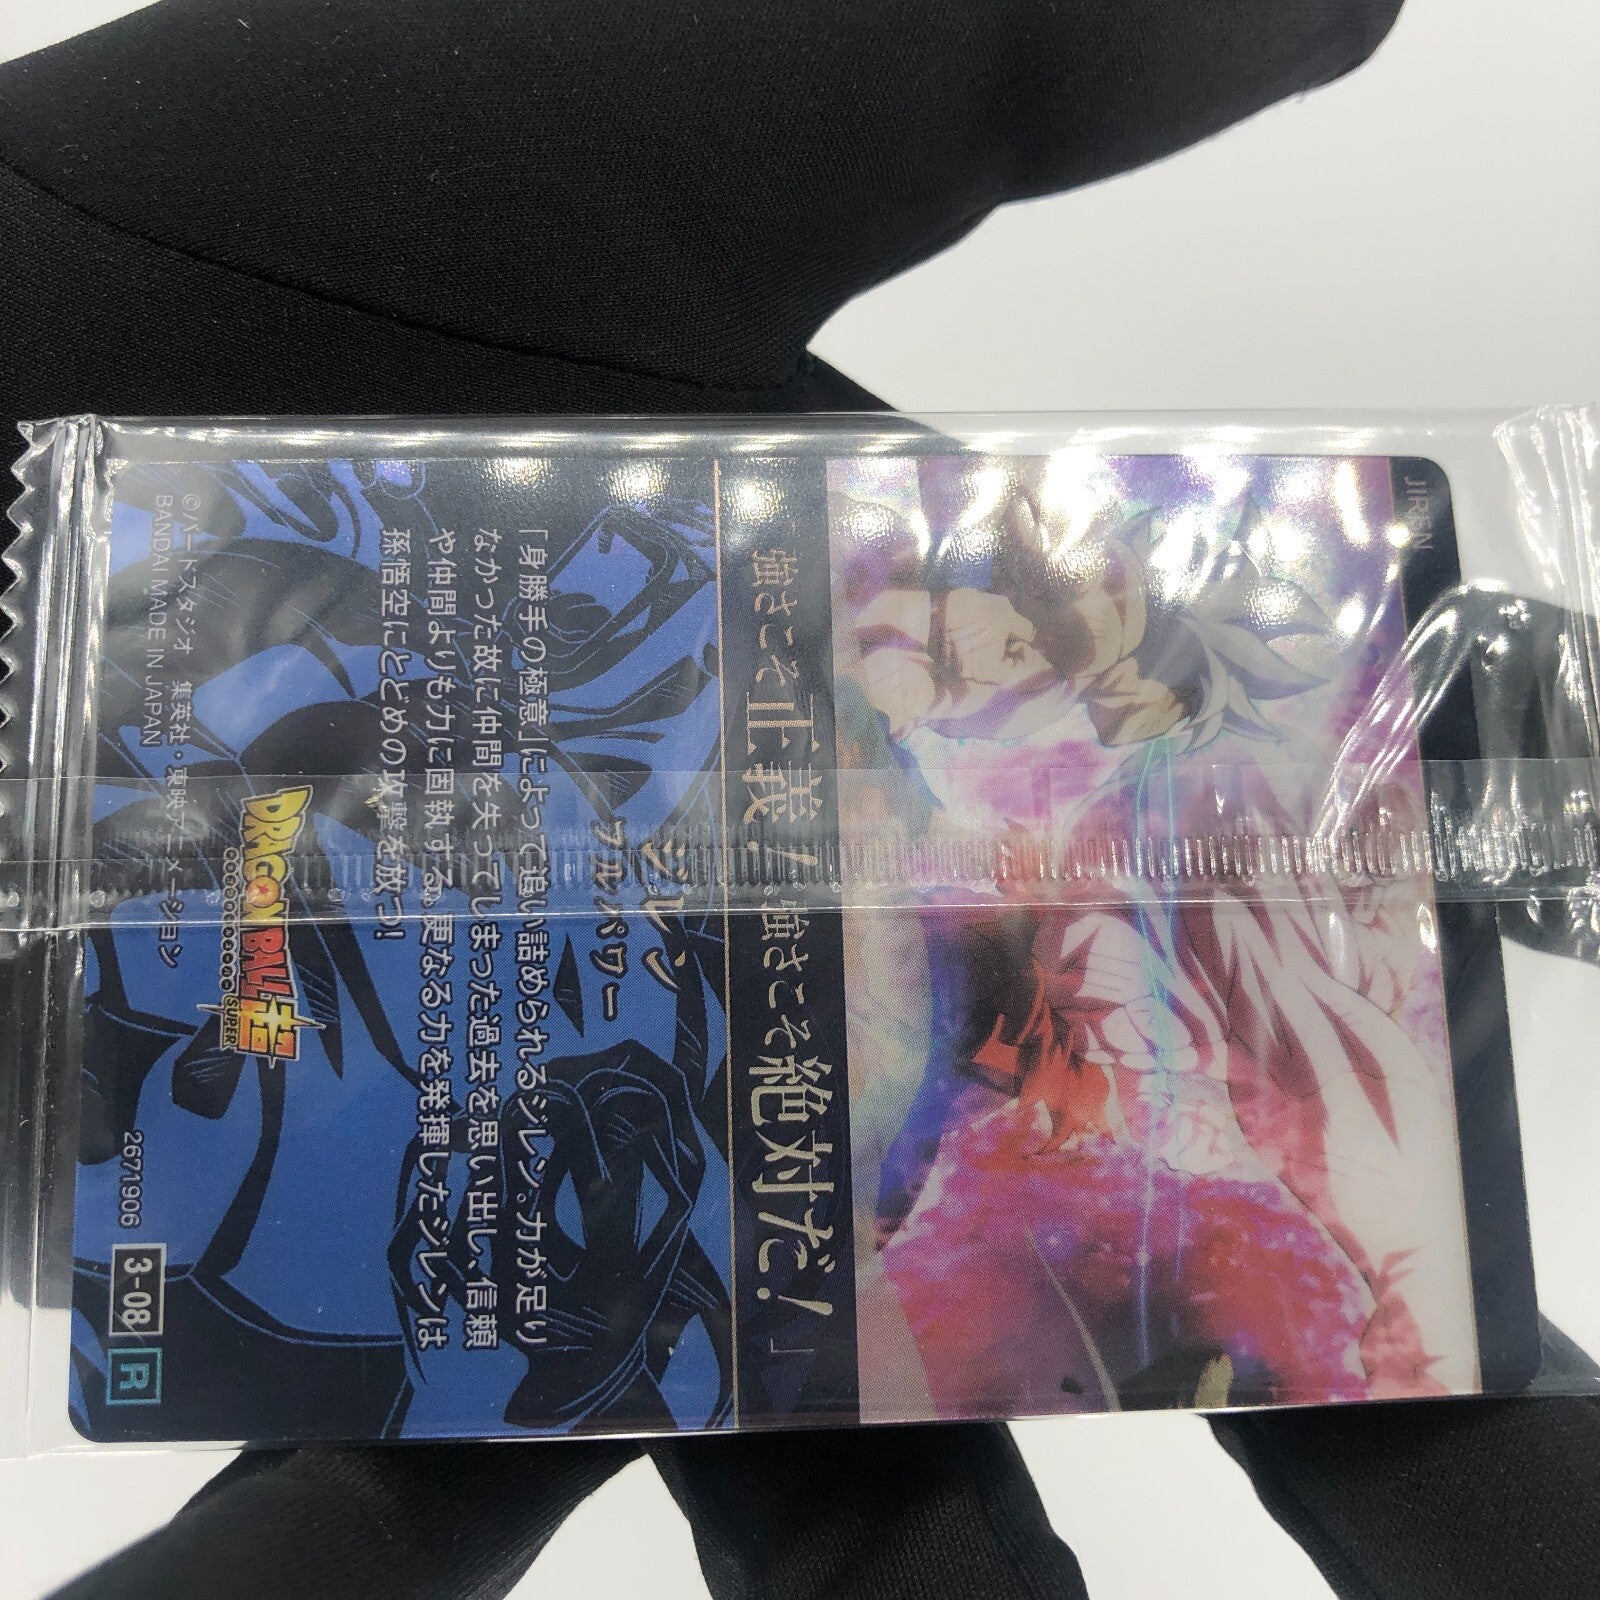 JIREN
「強さこそ正義！強さこそ絶対だ！」
ジレン
フルパワー
「身勝手の極意」によって追い詰められるジレン。力が足り
なかった故に仲間を失ってしまった過去を思い出し、信頼
や仲間よりも力に固執する。更なる力を発揮したジレンは
孫悟空にとどめの攻撃を放つ！
DRAGON BALL超
SUPER
©バードスタジオ/集英社・東映アニメーション
BANDAI MADE IN JAPAN
2671906
3-08
R